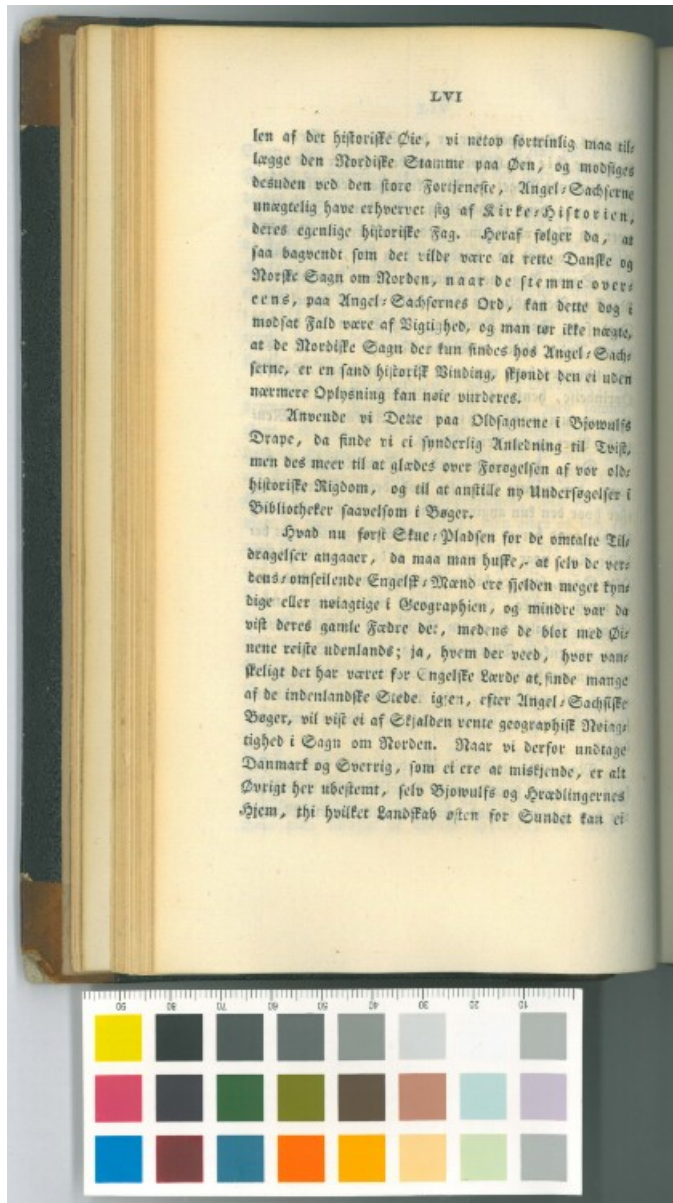 LVI
len af det historiske Øie, vi netop fortrinlig maa til-
lægge den Nordiske Stamme paa Øen, og modsiges
desuden ved den store Fortjeneste, Angel-Sachserne
unægtelig have erhvervet sig af Kirke-Historien,
deres egenlige historiske Fag. Heraf følger da, at
saa bagvendt som det vilde være at rette Danske og
Norske Sagn om Norden, naar de stemme over-
eens, paa Angel-Sachsernes Ord, kan dette dog i
modsat Fald være af Vigtighed, og man tør ikke nægte,
at de Nordiske Sagn der kun findes hos Angel-Sach-
serne, er en sand historisk Vinding, skjøndt den ei uden
nærmere Oplysning kan nøie vurderes.
Anvende vi Dette paa Oldsagnene i Bjowulfs
Drape, da finde vi ei synderlig Anledning til Tvist,
men des meer til at glædes over Forøgelsen af vor old-
historiske Rigdom, og til at anstille ny Undersøgelser i
Bibliotheker saavelsom i Bøger.
Hvad nu først Skue-Pladsen for de omtalte Til-
dragelser angaaer, da maa man huske, at selv de ver-
dens-omseilende Engelsk-Mænd ere sjelden meget kyn-
dige eller nøiagtige i Geographien, og mindre var da
vist deres gamle Fædre det, medens de blot med Øi-
nene reiste udenlands; ja, hvem der veed, hvor van-
skeligt det har været for Engelske Lærde at finde mange
af de indenlandske Steder igjen, efter Angel-Sachsiske
Bøger, vil vist ei af Skjalden vente geographisk Nøiag-
tighed i Sagn om Norden. Naar vi derfor undtage
Danmark og Sverrig, som ei ere at miskjende, er alt
Øvrigt her ubestemt, selv Bjowulfs og Hrædlingernes
Hjem, thi hvilket Landskab østen for Sundet kan ei
90 80 70 60 50 40 30 20 10